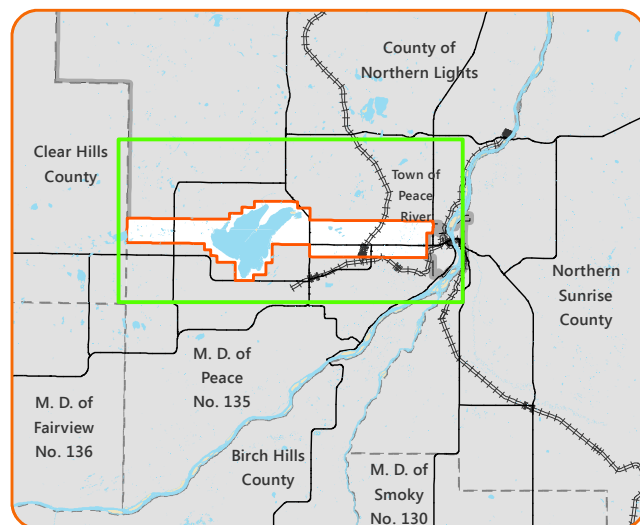 County of
Northern Lights
Clear Hills
County
Town of
Peace
River
Northern
Sunrise
County
M. D. of
Peace
No. 135
M. D. of
Fairview
No. 136
Birch Hills
County
M. D. of
Smoky
No. 130